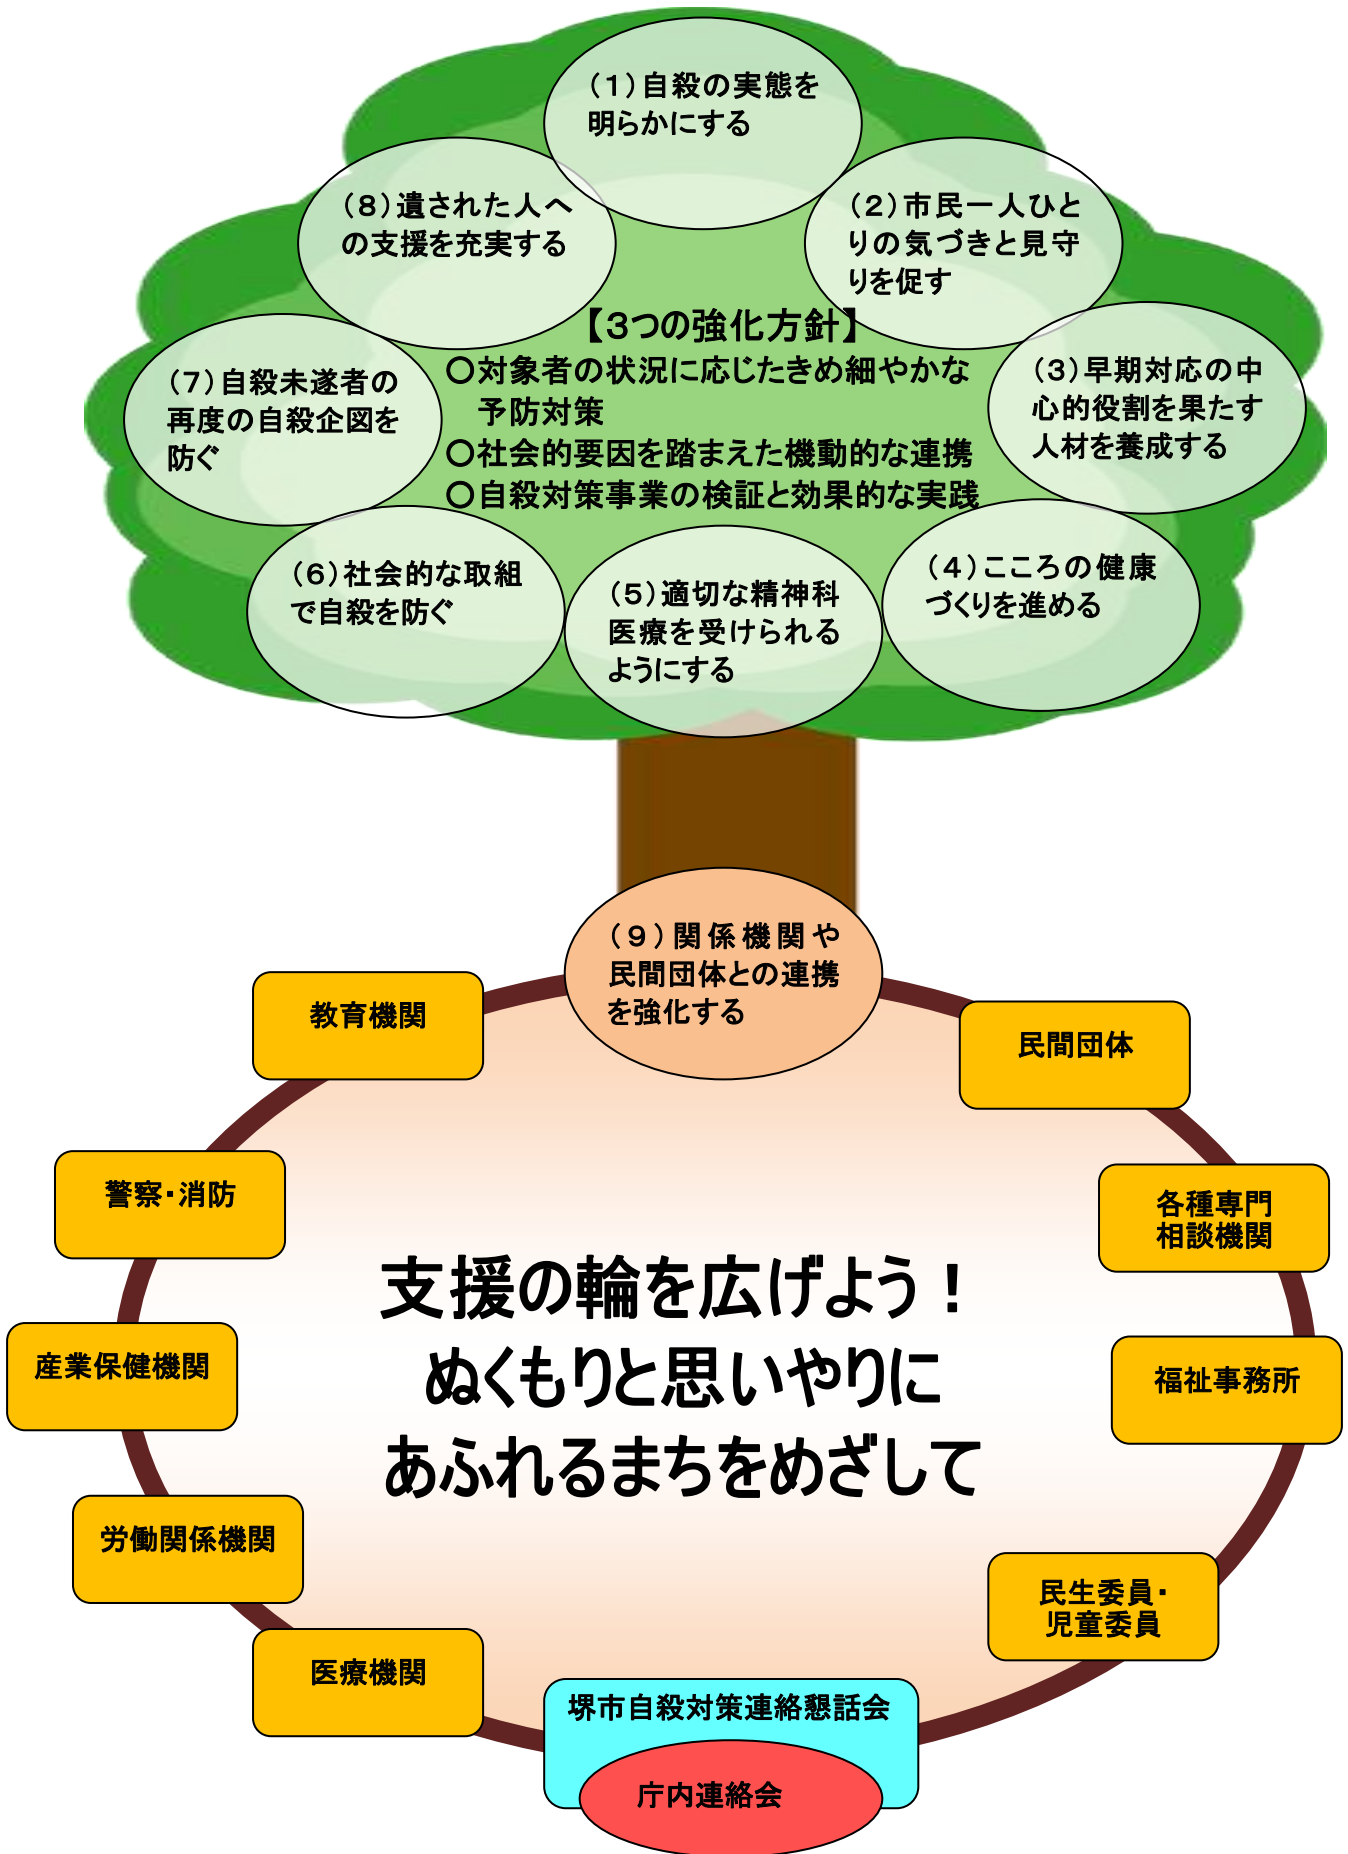 （１）自殺の実態を
明らかにする
（８）遺された人へ
の支援を充実する
（２）市民一人ひと
りの気づきと見守
りを促す
【３つの強化方針】
〇対象者の状況に応じたきめ細やかな
予防対策
〇社会的要因を踏まえた機動的な連携
〇自殺対策事業の検証と効果的な実践
（７）自殺未遂者の
再度の自殺企図を
防ぐ
（３）早期対応の中
心的役割を果たす
人材を養成する
（６）社会的な取組
で自殺を防ぐ
（５）適切な精神科
医療を受けられる
ようにする
（４）こころの健康
づくりを進める
（９）関係機関や
民間団体との連携
を強化する
教育機関
民間団体
警察・消防
各種専門
相談機関
支援の輪を広げよう！
ぬくもりと思いやりに
あふれるまちをめざして
産業保健機関
福祉事務所
労働関係機関
民生委員・
児童委員
医療機関
堺市自殺対策連絡懇話会
庁内連絡会